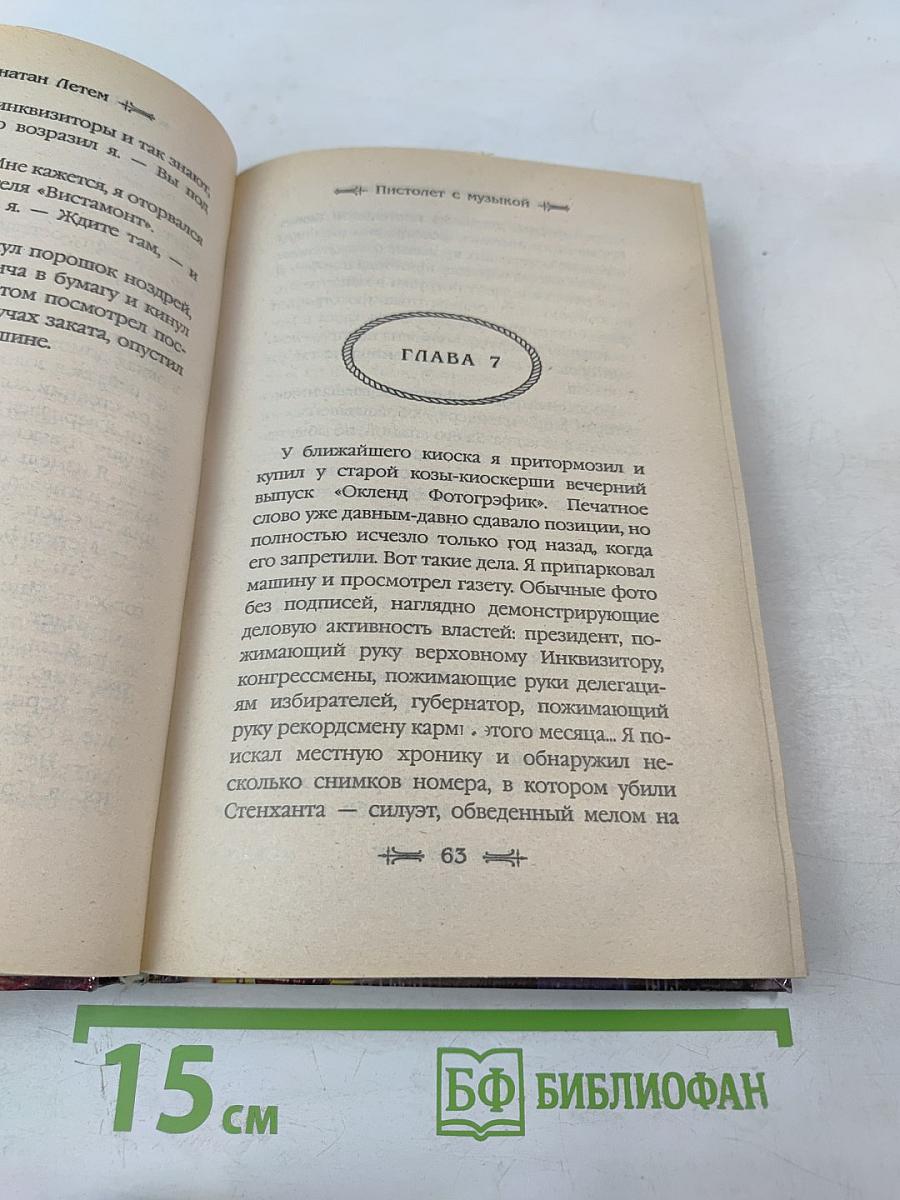 натан Летем
инквизиторы и так знают,
о возразил я. — Вы под
Мне кажется, я оторвался
теля «Вистамонт».
я. — Ждите там, — и
нул порошок ноздрей,
ича в бумагу и кинул
том посмотрел пос-
учах заката, опустил
шине.
Пистолет с музыкой
ГЛАВА 7
У ближайшего киоска я притормозил и
купил у старой козы-киоскерши вечерний
выпуск «Окленд Фотогрэфик». Печатное
слово уже давным-давно сдавало позиции, но
полностью исчезло только год назад, когда
его запретили. Вот такие дела. Я припарковал
машину и просмотрел газету. Обычные фото
без подписей, наглядно демонстрирующие
деловую активность властей: президент, по-
жимающий руку верховному Инквизитору,
конгрессмены, пожимающие руки делегаци-
ям избирателей, губернатор, пожимающий
руку рекордсмену кармы этого месяца... Я по-
искал местную хронику и обнаружил не-
сколько снимков номера, в котором убили
Стенханта — силуэт, обведенный мелом на
63
15 см
БФ БИБЛИОФАН